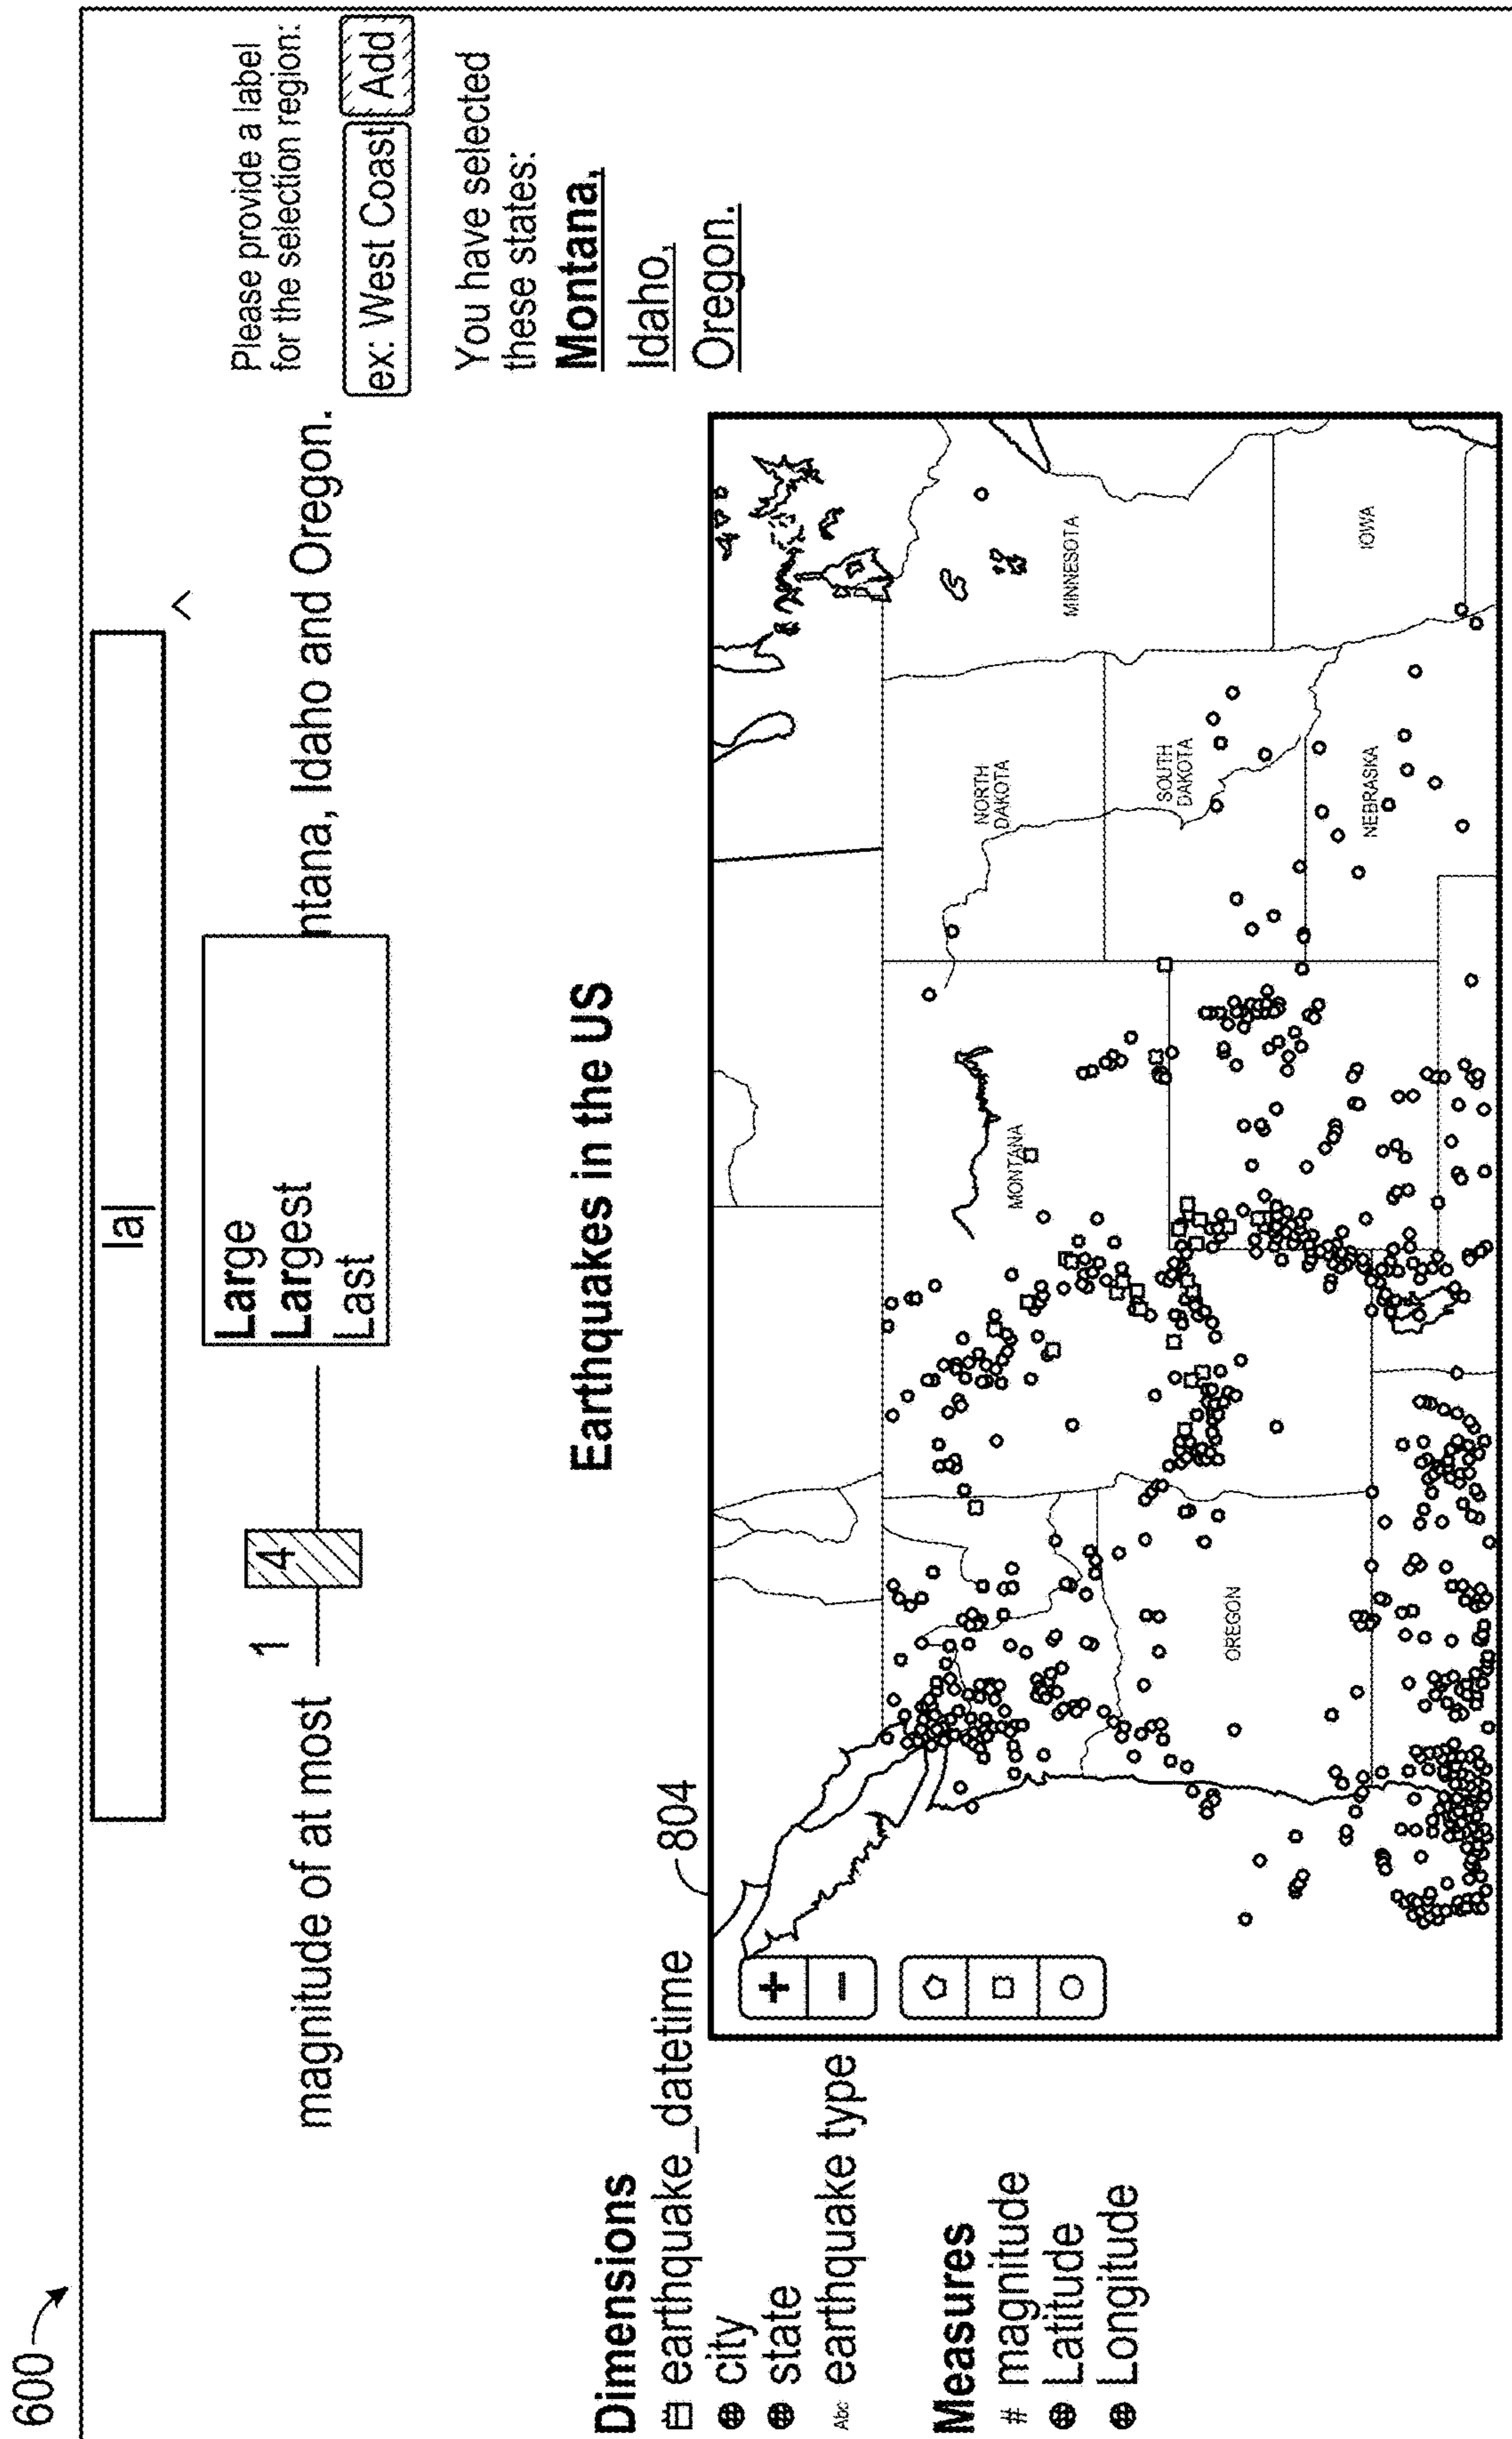 600
la
Large
Largest
Last
magnitude of at most
1
4
ntana, Idaho and Oregon.
^
Please provide a label
for the selection region:
ex: West Coast
Add
You have selected
these states:
Montana,
Idaho,
Oregon.
Earthquakes in the US
Dimensions
earthquake_datetime
city
state
Abc earthquake type
Measures
# magnitude
Latitude
Longitude
804
+
−
MONTANA
NORTH
DAKOTA
MINNESOTA
SOUTH
DAKOTA
OREGON
NEBRASKA
IOWA